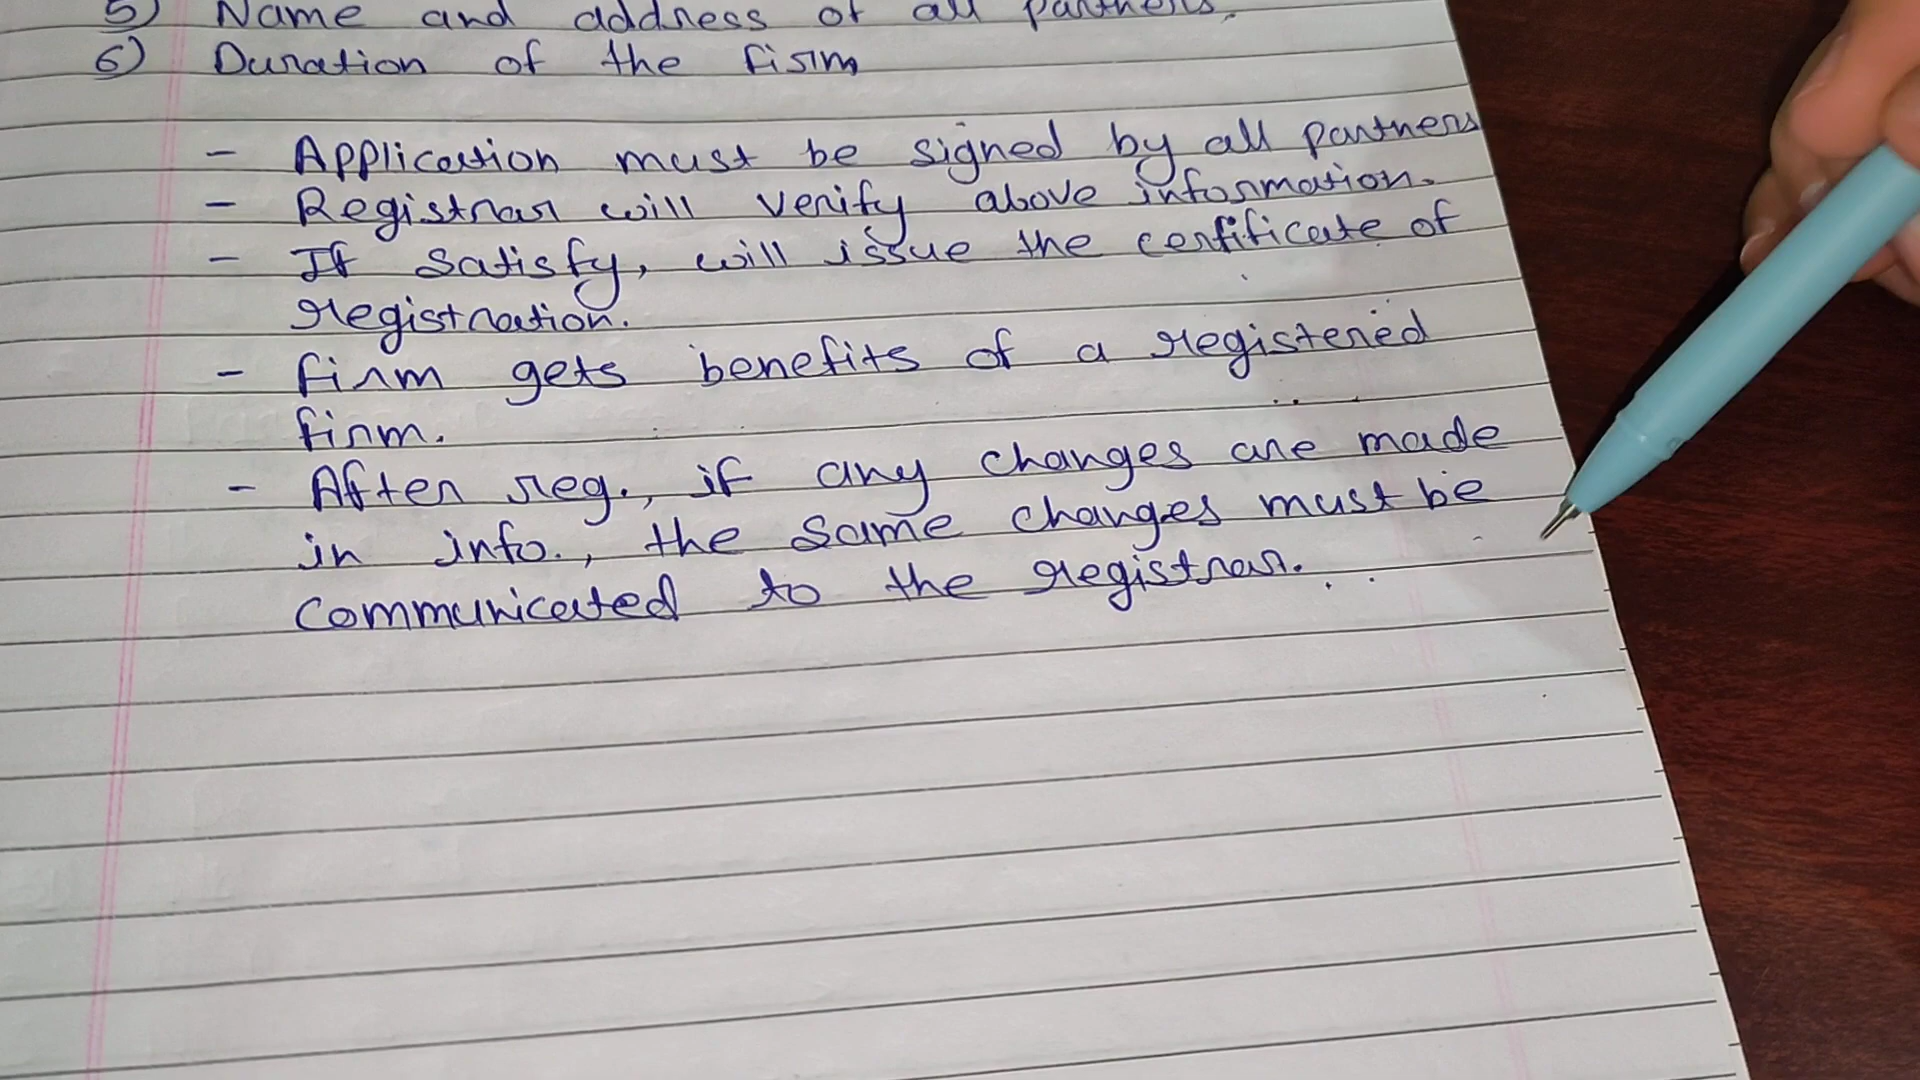 5) Name and address of all partners.
6) Duration of the firm
- Application must be signed by all partners
- Registrar will verify above information.
- If satisfy, will issue the certificate of
registration.
- firm gets benefits of a registered
firm.
- After reg., if any changes are made
in info., the same changes must be
communicated to the registrar.